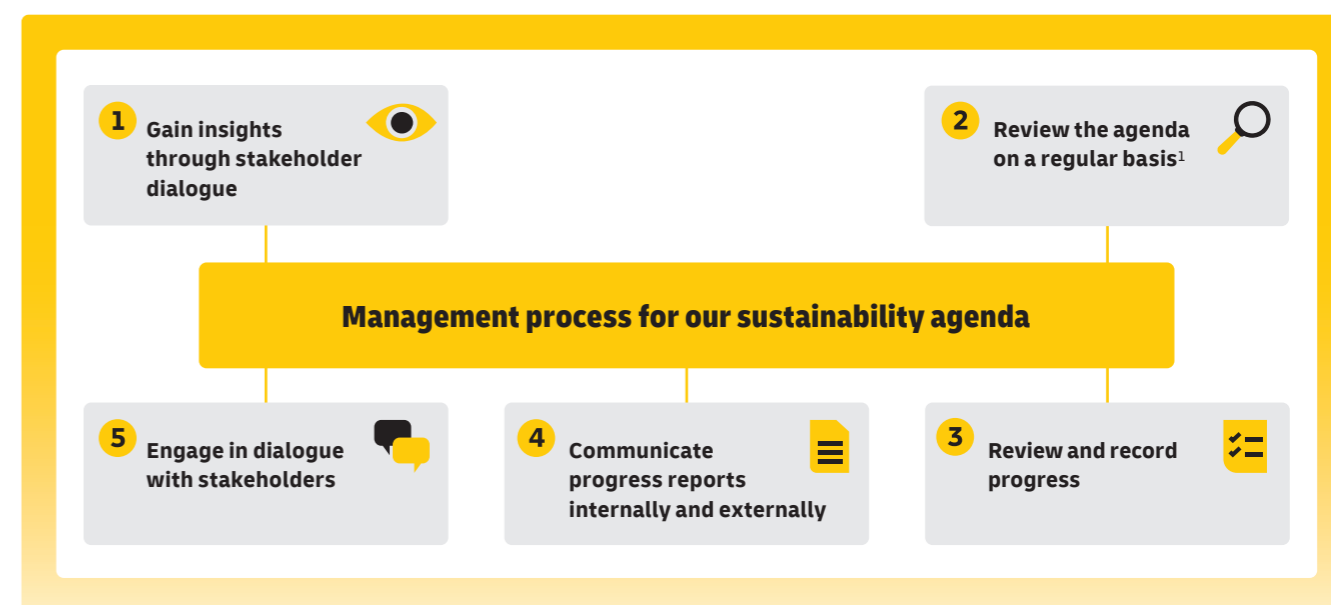 1
Gain insights
through stakeholder
dialogue
2
Review the agenda
on a regular basis¹
Management process for our sustainability agenda
5
Engage in dialogue
with stakeholders
4
Communicate
progress reports
internally and externally
3
Review and record
progress